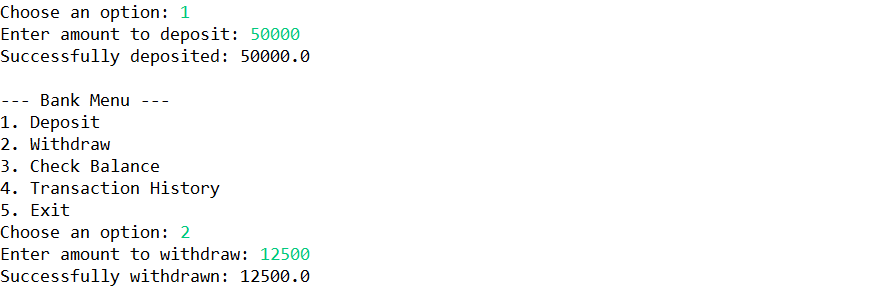 Choose an option: 1
Enter amount to deposit: 50000
Successfully deposited: 50000.0
--- Bank Menu ---
1. Deposit
2. Withdraw
3. Check Balance
4. Transaction History
5. Exit
Choose an option: 2
Enter amount to withdraw: 12500
Successfully withdrawn: 12500.0